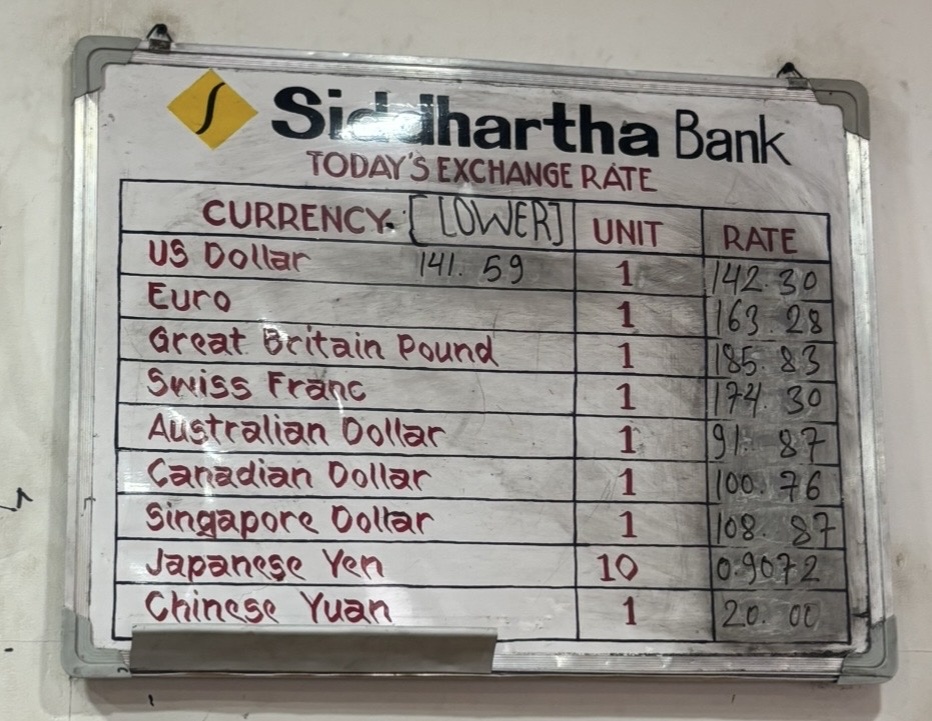 Siddhartha Bank
TODAY'S EXCHANGE RATE
CURRENCY. [LOWER] UNIT RATE
US Dollar 141.59 1 142.30
Euro 1 163.28
Great Britain Pound 1 185.83
Swiss Franc 1 174.30
Australian Dollar 1 91.87
Canadian Dollar 1 100.76
Singapore Dollar 1 108.87
Japanese Yen 10 0.9072
Chinese Yuan 1 20.00